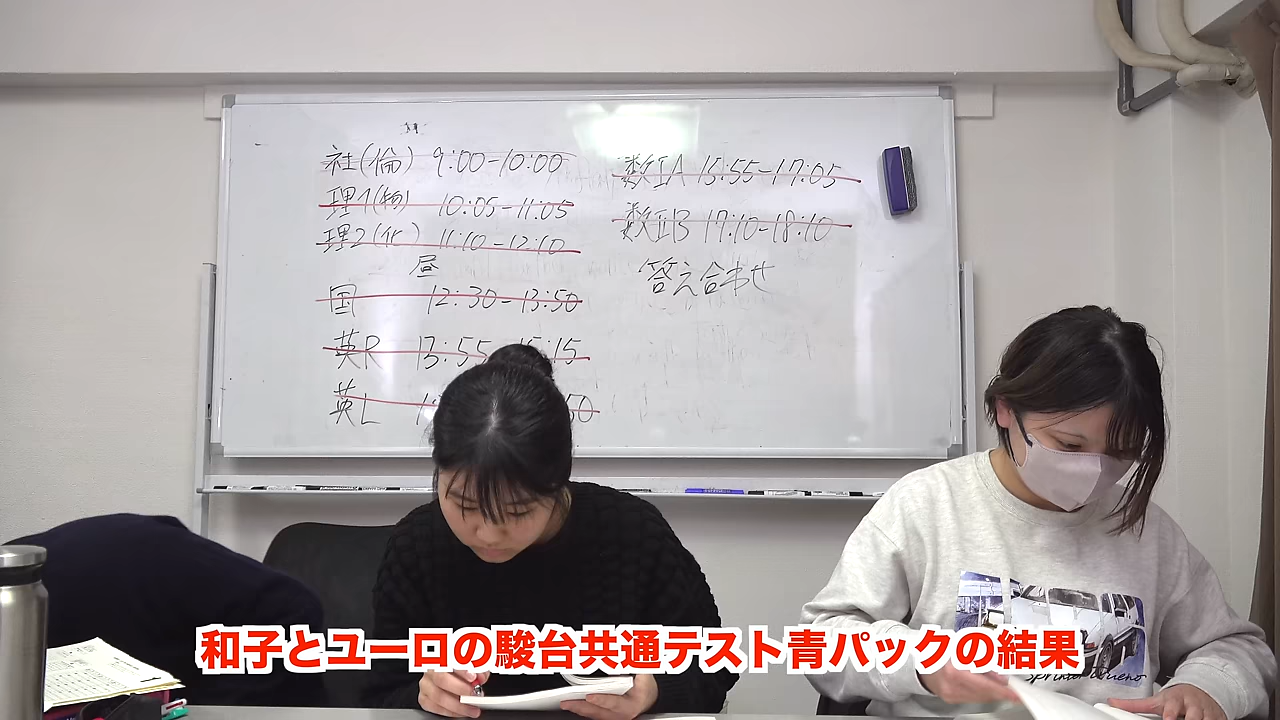 社(倫) 9:00-10:00
理1(物) 10:05-11:05
理2(化) 11:10-12:10
昼
国 12:30-13:50
英R 13:55-15:15
英L 50
数ⅠA 15:55-17:05
数ⅡB 17:10-18:10
答え合わせ
和子とユーロの駿台共通テスト青パックの結果